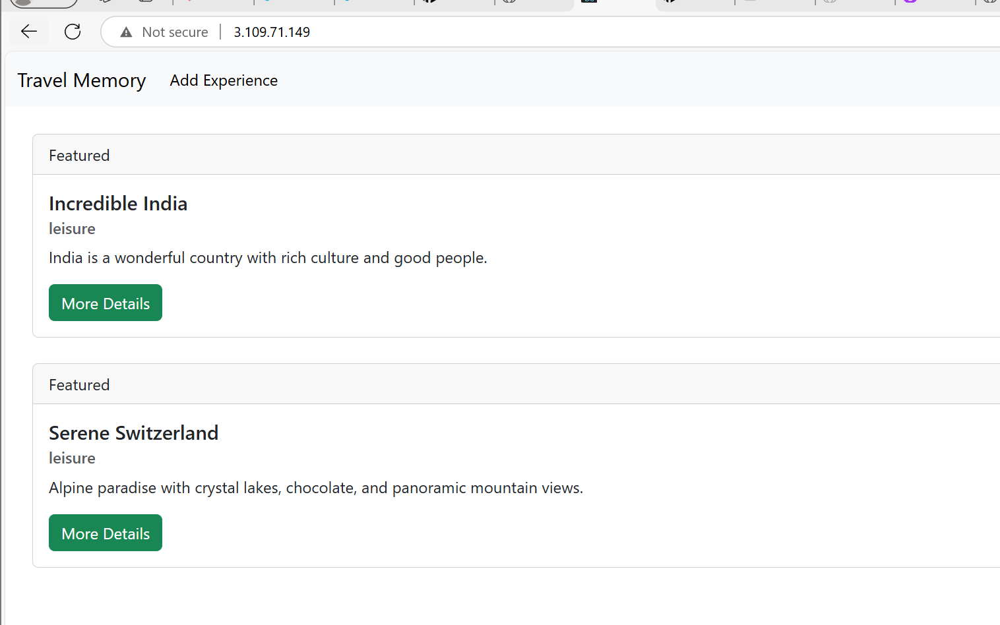 Not secure 3.109.71.149
Travel Memory Add Experience
Featured
Incredible India
leisure
India is a wonderful country with rich culture and good people.
More Details
Featured
Serene Switzerland
leisure
Alpine paradise with crystal lakes, chocolate, and panoramic mountain views.
More Details